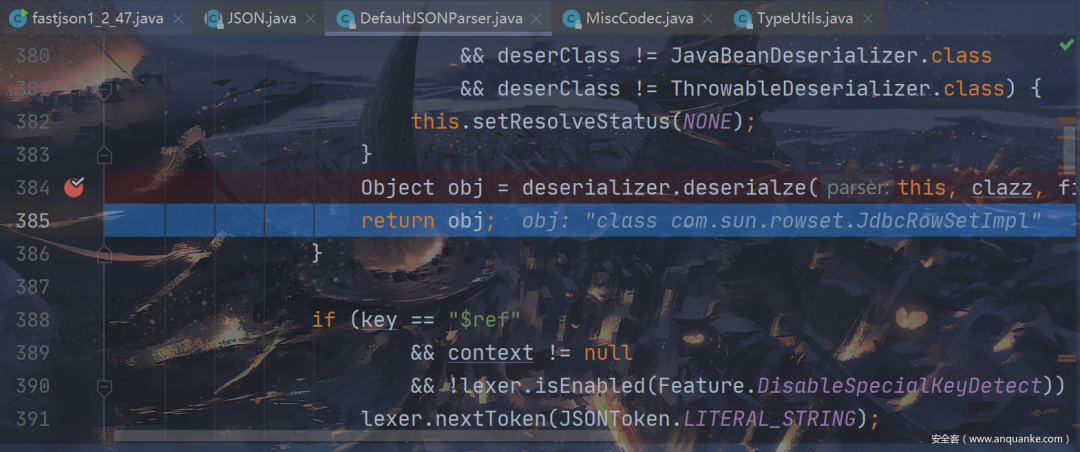 fastjson1_2_47.java × JSON.java × DefaultJSONParser.java × MiscCodec.java × TypeUtils.java ×
380 && deserClass != JavaBeanDeserializer.class
381 && deserClass != ThrowableDeserializer.class) {
382 this.setResolveStatus(NONE);
383 }
384 Object obj = deserializer.deserialze( parser: this, clazz, fi
385 return obj; obj: "class com.sun.rowset.JdbcRowSetImpl"
386 }
387
388 if (key == "$ref"
389 && context != null
390 && !lexer.isEnabled(Feature.DisableSpecialKeyDetect))
391 lexer.nextToken(JSONToken.LITERAL_STRING);
安全客（www.anquanke.com）